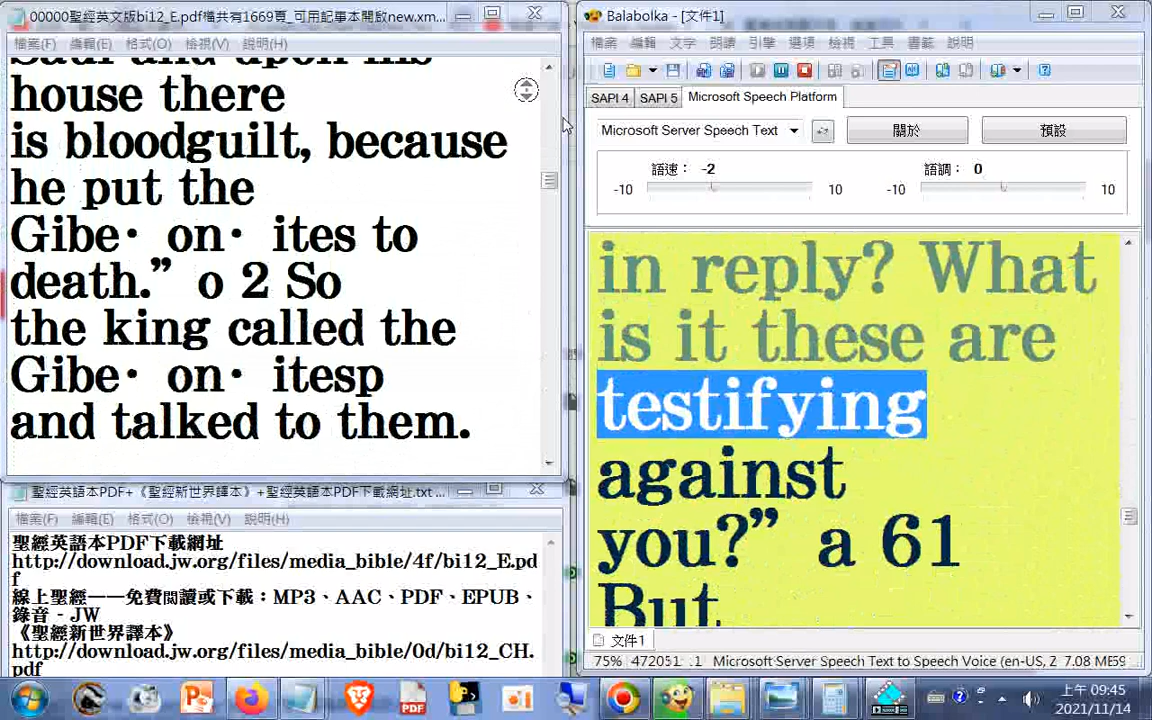 00000聖經英文版bi12_E.pdf檔共有1669頁_可用記事本開啟new.xm...
檔案(F) 編輯(E) 格式(O) 檢視(V) 說明(H)
Saul and upon his
house there
is bloodguilt, because
he put the
Gibe· on· ites to
death.” o 2 So
the king called the
Gibe· on· itesp
and talked to them.
聖經英語本PDF+《聖經新世界譯本》+聖經英語本PDF下載網址.txt ...
檔案(F) 編輯(E) 格式(O) 檢視(V) 說明(H)
聖經英語本PDF下載網址
http://download.jw.org/files/media_bible/4f/bi12_E.pd
f
線上聖經──免費閱讀或下載：MP3、AAC、PDF、EPUB、
錄音 - JW
《聖經新世界譯本》
http://download.jw.org/files/media_bible/0d/bi12_CH.
pdf
Balabolka - [文件1]
檔案 編輯 文字 朗讀 引擎 選項 檢視 工具 書籤 說明
SAPI 4 SAPI 5 Microsoft Speech Platform
Microsoft Server Speech Text 關於 預設
語速： -2 語調： 0
-10 10 -10 10
in reply? What
is it these are
testifying
against
you?” a 61
But
文件1
75% 472051 .1 Microsoft Server Speech Text to Speech Voice (en-US, 2 7.08 ME59
PDF
上午 09:45
2021/11/14